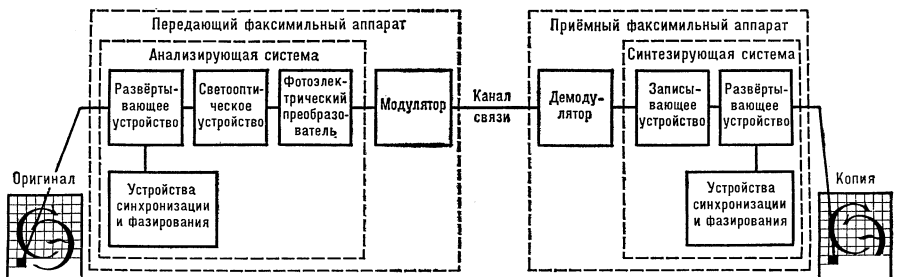 Передающий факсимильный аппарат
Анализирующая система
Развёрты-
вающее
устройство
Светоопти-
ческое
устройство
Фотоэлек-
трический
преобразо-
ватель
Модулятор
Устройства
синхронизации
и фазирования
Оригинал
Канал
связи
Приёмный факсимильный аппарат
Синтезирующая система
Демоду-
лятор
Записы-
вающее
устройство
Развёрты-
вающее
устройство
Устройства
синхронизации
и фазирования
Копия